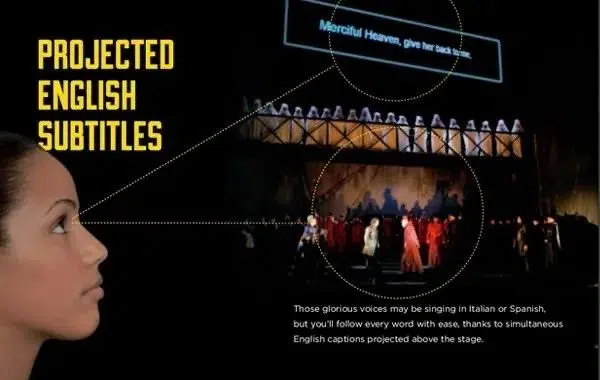 PROJECTED
ENGLISH
SUBTITLES
Merciful Heaven, give her back to me.
Those glorious voices may be singing in Italian or Spanish,
but you'll follow every word with ease, thanks to simultaneous
English captions projected above the stage.